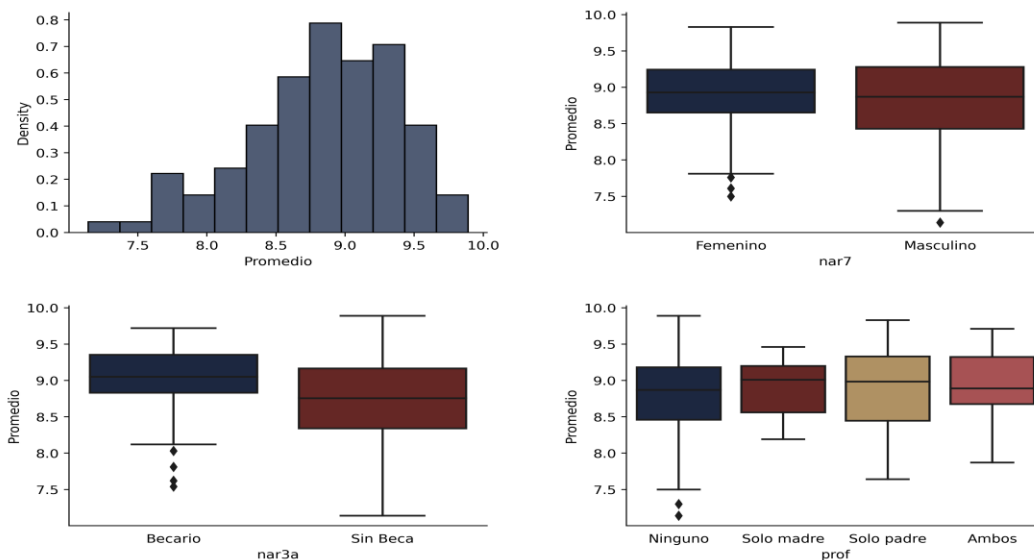 0.8
0.7
0.6
0.5
0.4
0.3
0.2
0.1
0.0
Density
7.5 8.0 8.5 9.0 9.5 10.0
Promedio
10.0
9.5
9.0
8.5
8.0
7.5
Promedio
Femenino Masculino
nar7
10.0
9.5
9.0
8.5
8.0
7.5
Promedio
Becario Sin Beca
nar3a
10.0
9.5
9.0
8.5
8.0
7.5
Promedio
Ninguno Solo madre Solo padre Ambos
prof